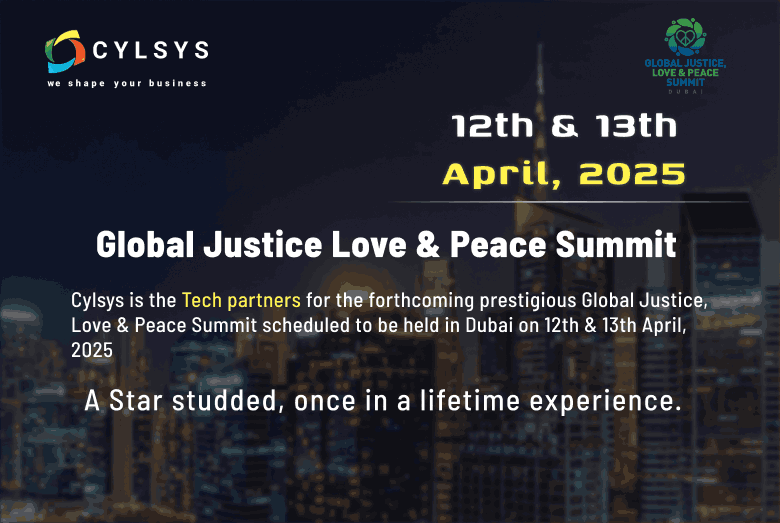 CYLSYS
we shape your business
GLOBAL JUSTICE,
LOVE & PEACE
SUMMIT
DUBAI
12th & 13th
April, 2025
Global Justice Love & Peace Summit
Cylsys is the Tech partners for the forthcoming prestigious Global Justice,
Love & Peace Summit scheduled to be held in Dubai on 12th & 13th April,
2025
A Star studded, once in a lifetime experience.